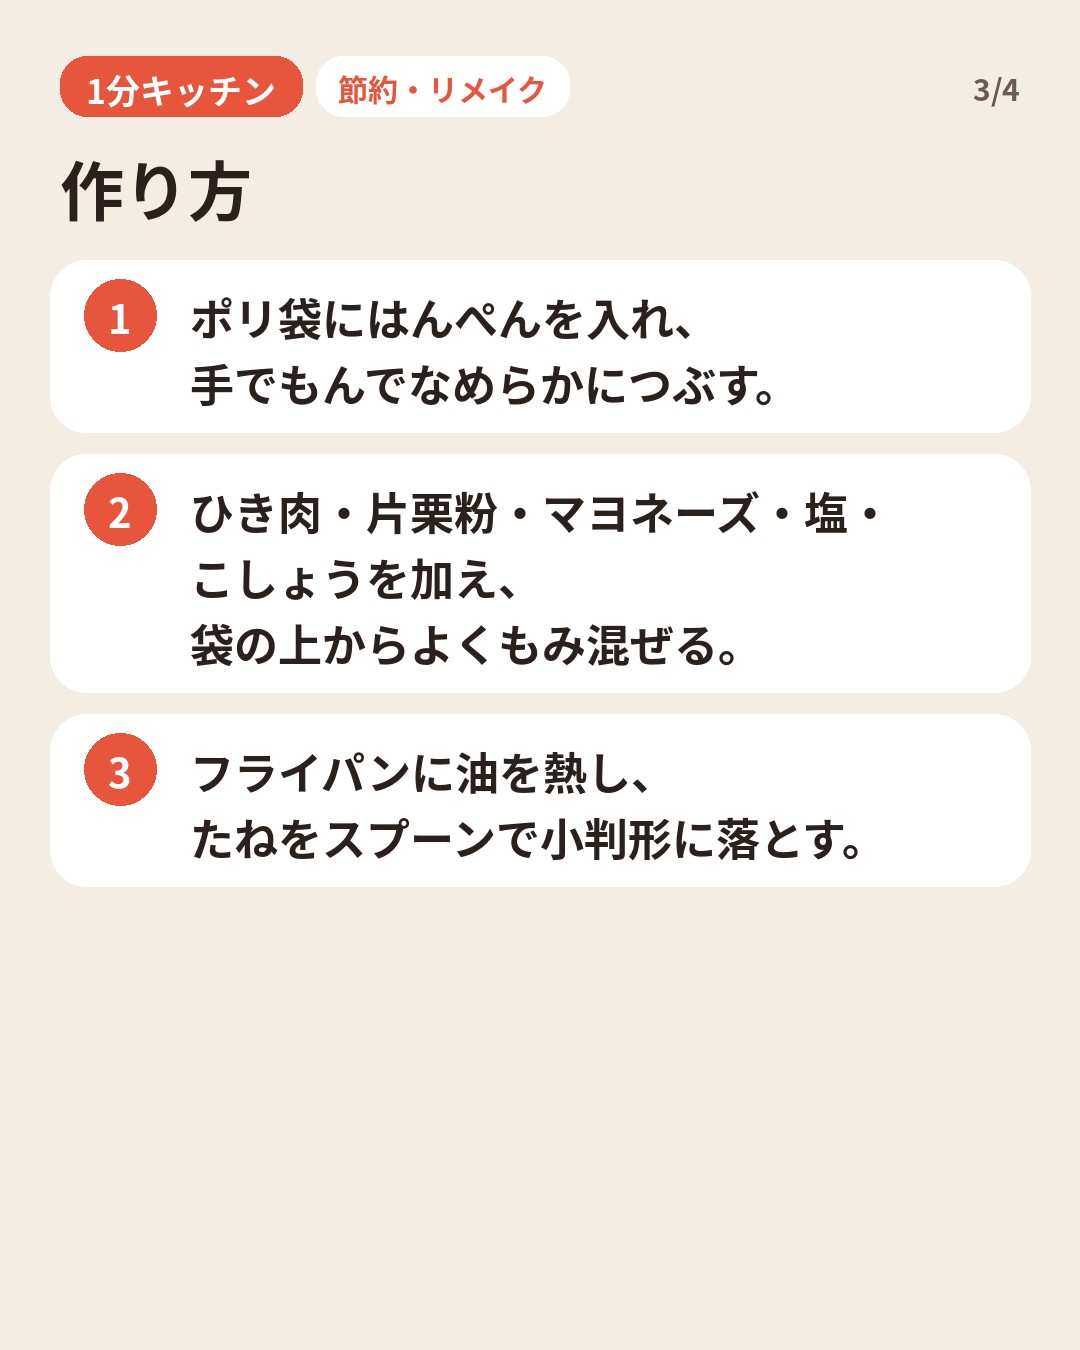 1分キッチン
節約・リメイク
3/4
作り方
1
ポリ袋にはんぺんを入れ、
手でもんでなめらかにつぶす。
2
ひき肉・片栗粉・マヨネーズ・塩・
こしょうを加え、
袋の上からよくもみ混ぜる。
3
フライパンに油を熱し、
たねをスプーンで小判形に落とす。